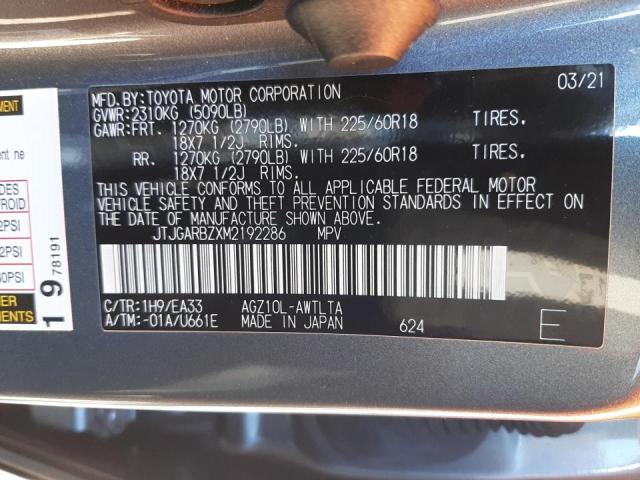 03/21
MFD.BY:TOYOTA MOTOR CORPORATION
GVWR:2310KG (5090LB)
GAWR:FRT. 1270KG (2790LB) WITH 225/60R18 TIRES.
18X7 1/2J RIMS.
RR. 1270KG (2790LB) WITH 225/60R18 TIRES.
18X7 1/2J RIMS.
THIS VEHICLE CONFORMS TO ALL APPLICABLE FEDERAL MOTOR
VEHICLE SAFETY AND THEFT PREVENTION STANDARDS IN EFFECT ON
THE DATE OF MANUFACTURE SHOWN ABOVE.
JTJGARBZXM2192286 MPV
C/TR:1H9/EA33 AGZ10L-AWTLTA
A/TM:-01A/U661E MADE IN JAPAN 624 E
19 78191